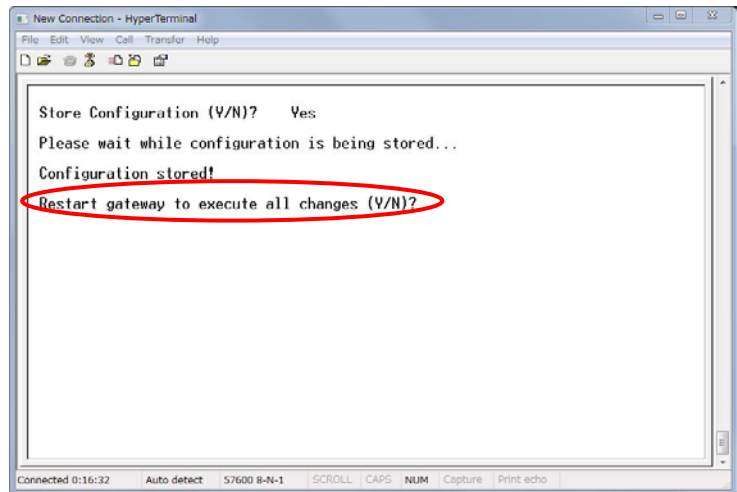 New Connection - HyperTerminal
File Edit View Call Transfer Help
Store Configuration (Y/N)? Yes
Please wait while configuration is being stored...
Configuration stored!
Restart gateway to execute all changes (Y/N)?
Connected 0:16:32 Auto detect 57600 8-N-1 SCROLL CAPS NUM Capture Print echo